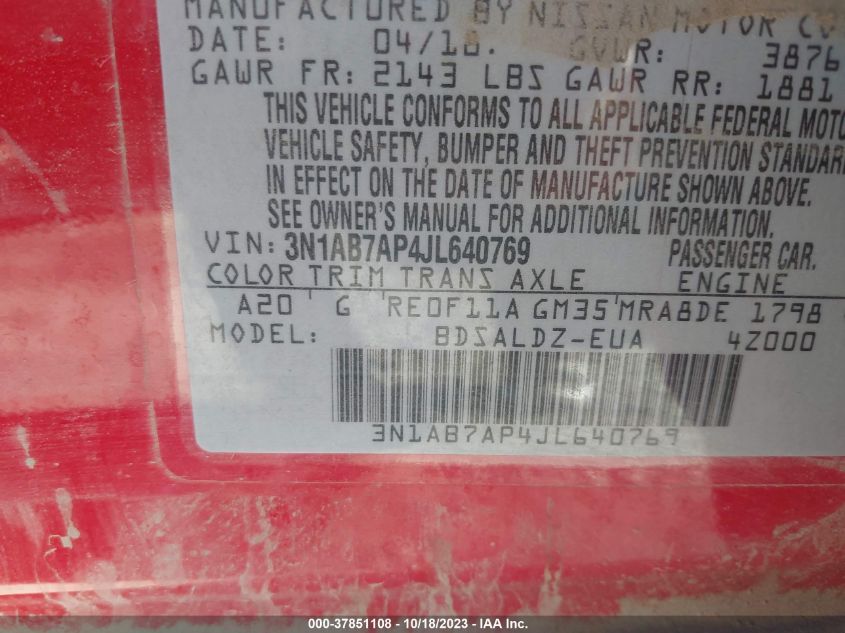 MANUFACTURED BY NISSAN MOTOR CO
DATE: 04/18. GVWR: 3876
GAWR FR: 2143 LBS GAWR RR: 1881
THIS VEHICLE CONFORMS TO ALL APPLICABLE FEDERAL MOTO
VEHICLE SAFETY, BUMPER AND THEFT PREVENTION STANDARD
IN EFFECT ON THE DATE OF MANUFACTURE SHOWN ABOVE.
SEE OWNER'S MANUAL FOR ADDITIONAL INFORMATION.
VIN: 3N1AB7AP4JL640769 PASSENGER CAR.
COLOR TRIM TRANS AXLE ENGINE
A20 G RE0F11A GM35 MRA8DE 1798
MODEL: BDSALDZ-EUA 4Z000
3N1AB7AP4JL640769
000-37851108 - 10/18/2023 - IAA Inc.